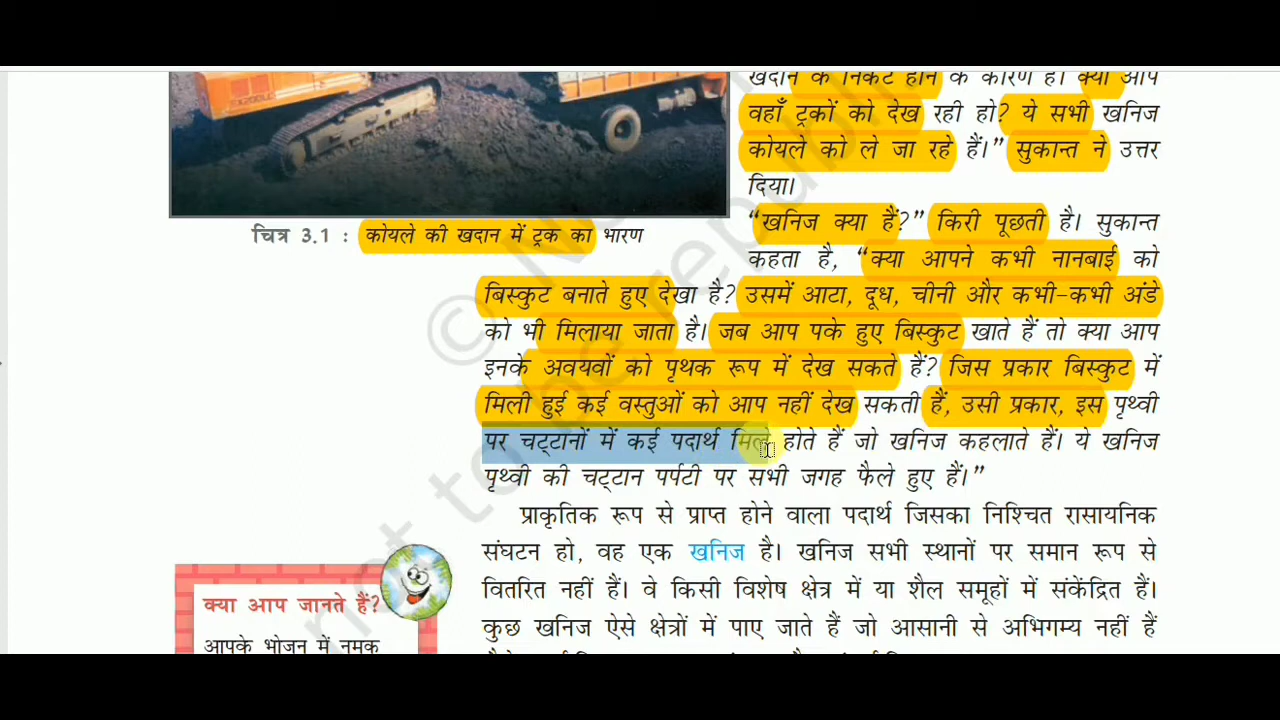 खदान के निकट होने के कारण है। क्या आप
वहाँ ट्रकों को देख रही हो? ये सभी खनिज
कोयले को ले जा रहे हैं।” सुकान्त ने उत्तर
दिया।
चित्र 3.1 : कोयले की खदान में ट्रक का भारण
“खनिज क्या हैं?” किरी पूछती है। सुकान्त
कहता है, “क्या आपने कभी नानबाई को
बिस्कुट बनाते हुए देखा है? उसमें आटा, दूध, चीनी और कभी-कभी अंडे
को भी मिलाया जाता है। जब आप पके हुए बिस्कुट खाते हैं तो क्या आप
इनके अवयवों को पृथक रूप में देख सकते हैं? जिस प्रकार बिस्कुट में
मिली हुई कई वस्तुओं को आप नहीं देख सकती हैं, उसी प्रकार, इस पृथ्वी
पर चट्टानों में कई पदार्थ मिले होते हैं जो खनिज कहलाते हैं। ये खनिज
पृथ्वी की चट्टान पर्पटी पर सभी जगह फैले हुए हैं।”
प्राकृतिक रूप से प्राप्त होने वाला पदार्थ जिसका निश्चित रासायनिक
संघटन हो, वह एक खनिज है। खनिज सभी स्थानों पर समान रूप से
वितरित नहीं हैं। वे किसी विशेष क्षेत्र में या शैल समूहों में संकेंद्रित हैं।
कुछ खनिज ऐसे क्षेत्रों में पाए जाते हैं जो आसानी से अभिगम्य नहीं हैं
क्या आप जानते हैं?
आपके भोजन में नमक
not to be republi